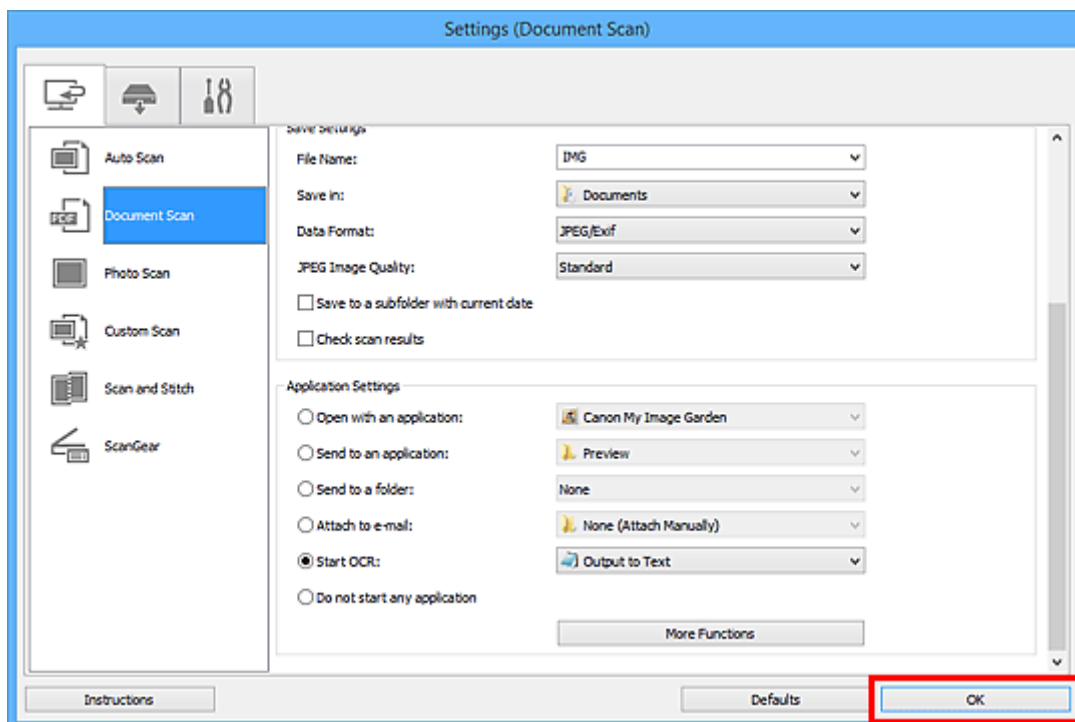 Settings (Document Scan)
Save Settings
Auto Scan
File Name: IMG
Save in: Documents
PDF
Document Scan
Data Format: JPEG/Exif
Photo Scan
JPEG Image Quality: Standard
Save to a subfolder with current date
Custom Scan
Check scan results
Scan and Stitch
Application Settings
Open with an application: Canon My Image Garden
ScanGear
Send to an application: Preview
Send to a folder: None
Attach to e-mail: None (Attach Manually)
Start OCR: Output to Text
Do not start any application
More Functions
Instructions Defaults OK